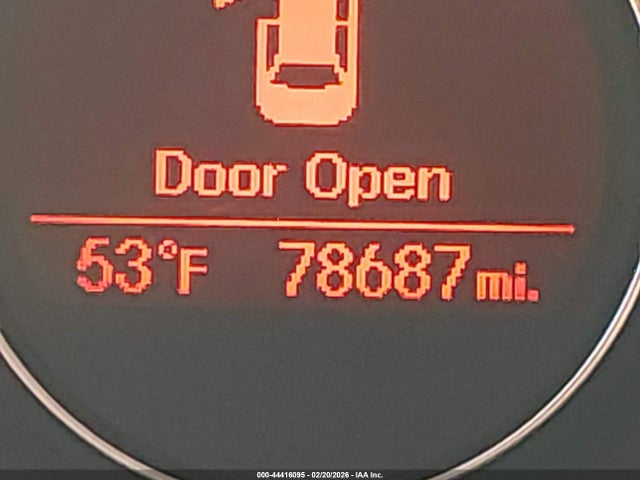 Door Open
53°F 78687 mi.
000-44416095 - 02/20/2026 - IAA Inc.